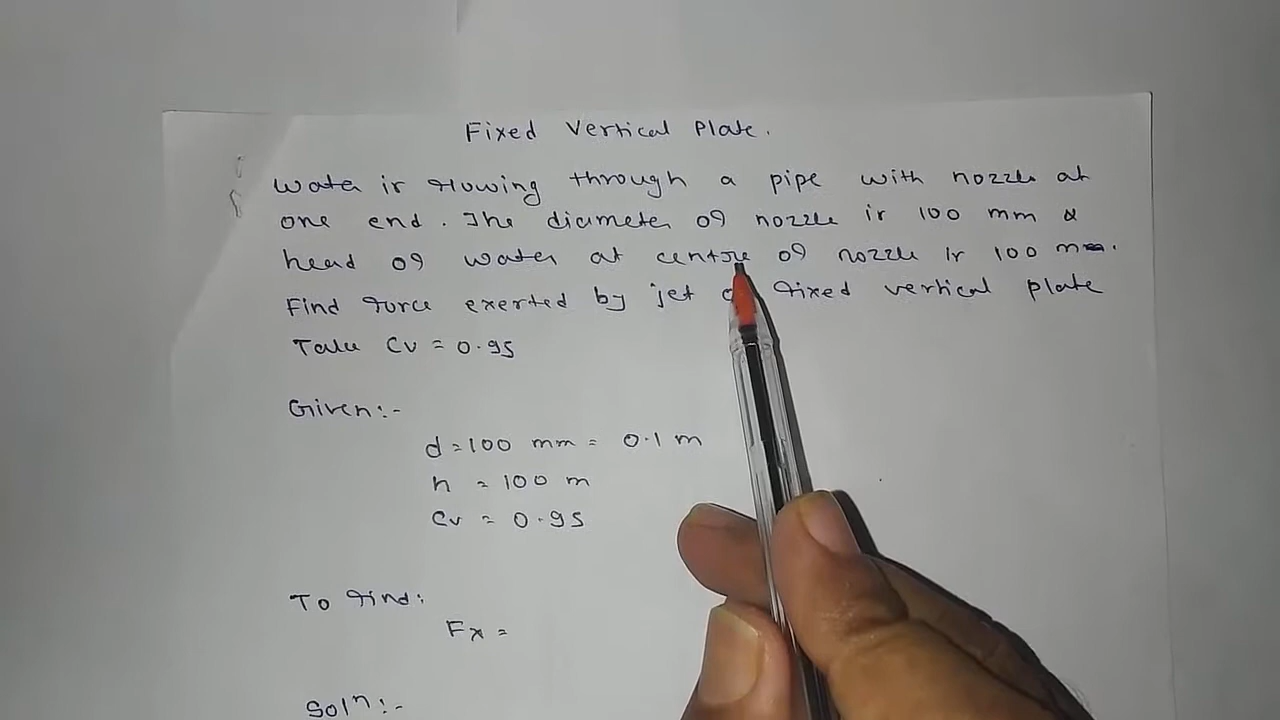 Fixed Vertical Plate.
Water is flowing through a pipe with nozzle at
one end. The diameter of nozzle is 100 mm &
head of water at centre of nozzle is 100 m.
Find force exerted by jet o fixed vertical plate
Take Cv = 0.95
Given:-
d = 100 mm = 0.1 m
h = 100 m
Cv = 0.95
To find:
Fx =
Soln:-